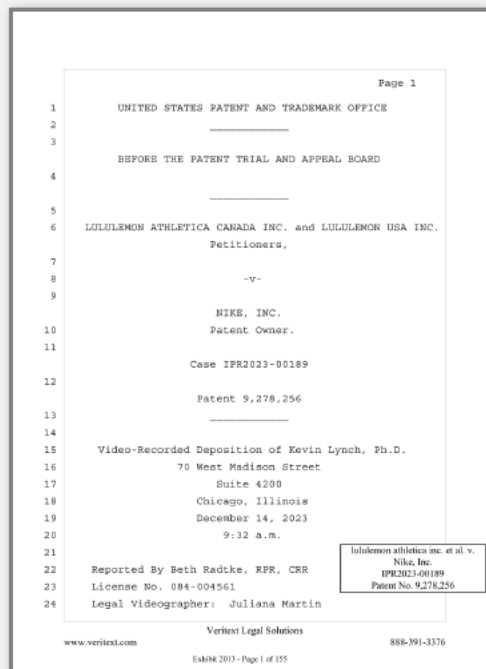 Page 1
1 UNITED STATES PATENT AND TRADEMARK OFFICE
2
3
BEFORE THE PATENT TRIAL AND APPEAL BOARD
4
5
6 LULULEMON ATHLETICA CANADA INC. and LULULEMON USA INC.
Petitioners,
7
8 -v-
9
NIKE, INC.
10 Patent Owner.
11
Case IPR2023-00189
12
Patent 9,278,256
13
14
15 Video-Recorded Deposition of Kevin Lynch, Ph.D.
16 70 West Madison Street
17 Suite 4200
18 Chicago, Illinois
19 December 14, 2023
20 9:32 a.m.
21
22 Reported By Beth Radtke, RPR, CRR
23 License No. 084-004561
24 Legal Videographer: Juliana Martin
lululemon athletica inc. et al. v.
Nike, Inc.
IPR2023-00189
Patent No. 9,278,256
Veritext Legal Solutions
www.veritext.com 888-391-3376
Exhibit 2013 - Page 1 of 155